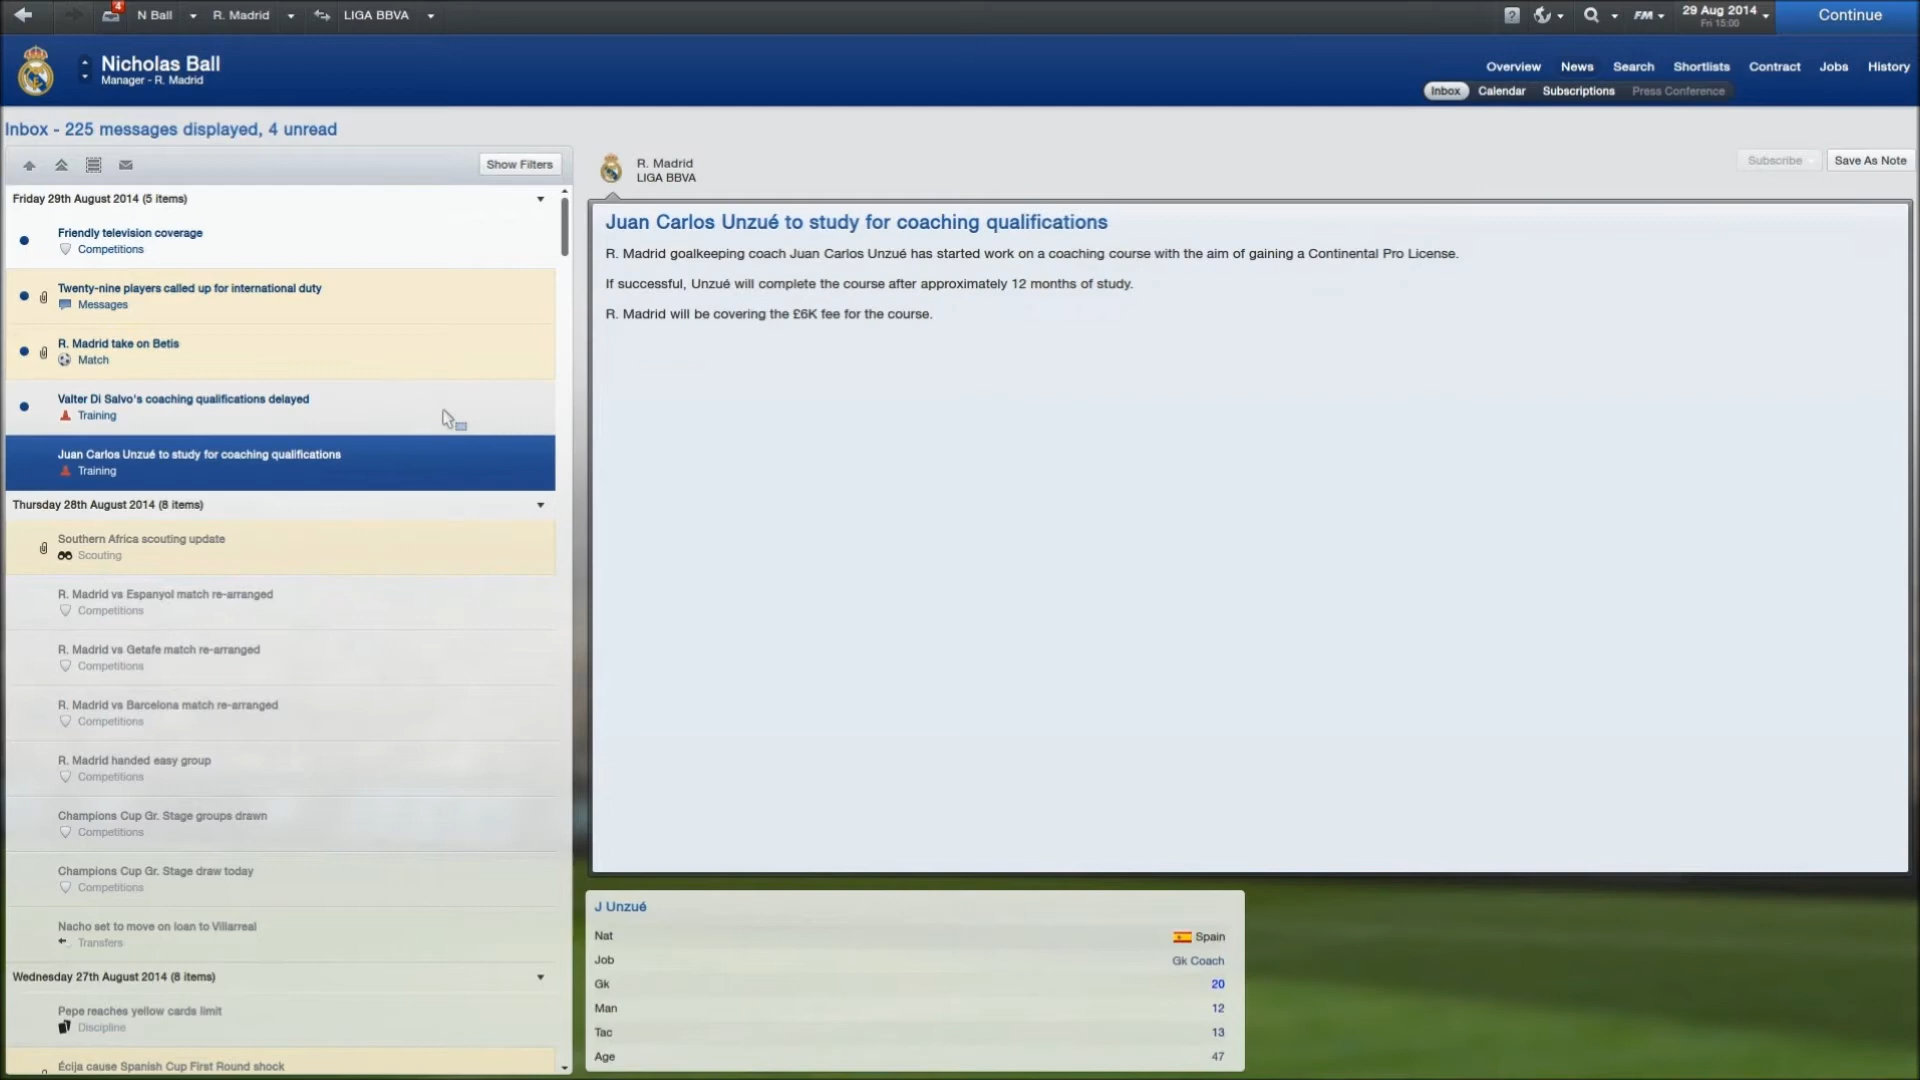 4
N Ball
R. Madrid
LIGA BBVA
?
FM
29 Aug 2014
Fri 15:00
Continue
Nicholas Ball
Manager - R. Madrid
Overview
News
Search
Shortlists
Contract
Jobs
History
Inbox
Calendar
Subscriptions
Press Conference
Inbox - 225 messages displayed, 4 unread
Show Filters
Friday 29th August 2014 (5 items)
Friendly television coverage
Competitions
Twenty-nine players called up for international duty
Messages
R. Madrid take on Betis
Match
Valter Di Salvo's coaching qualifications delayed
Training
Juan Carlos Unzué to study for coaching qualifications
Training
Thursday 28th August 2014 (8 items)
Southern Africa scouting update
Scouting
R. Madrid vs Espanyol match re-arranged
Competitions
R. Madrid vs Getafe match re-arranged
Competitions
R. Madrid vs Barcelona match re-arranged
Competitions
R. Madrid handed easy group
Competitions
Champions Cup Gr. Stage groups drawn
Competitions
Champions Cup Gr. Stage draw today
Competitions
Nacho set to move on loan to Villarreal
Transfers
Wednesday 27th August 2014 (8 items)
Pepe reaches yellow cards limit
Discipline
Écija cause Spanish Cup First Round shock
R. Madrid
LIGA BBVA
Subscribe
Save As Note
Juan Carlos Unzué to study for coaching qualifications
R. Madrid goalkeeping coach Juan Carlos Unzué has started work on a coaching course with the aim of gaining a Continental Pro License.
If successful, Unzué will complete the course after approximately 12 months of study.
R. Madrid will be covering the £6K fee for the course.
J Unzué
Nat Spain
Job Gk Coach
Gk 20
Man 12
Tac 13
Age 47